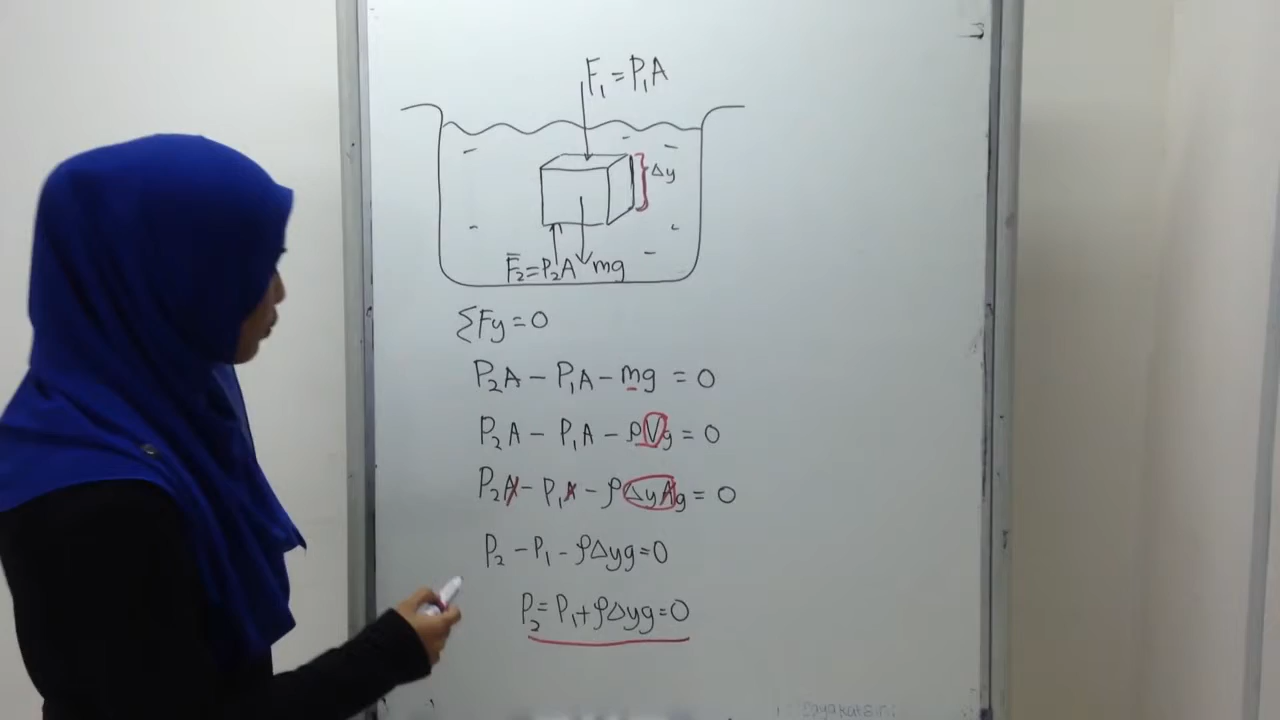 F₁ = P₁A
Δy
F₂ = P₂A mg
ΣFy = 0
P₂A − P₁A − mg = 0
P₂A − P₁A − ρVg = 0
P₂A − P₁A − ρΔyAg = 0
P₂ − P₁ − ρΔyg = 0
P₂ = P₁ + ρΔyg = 0